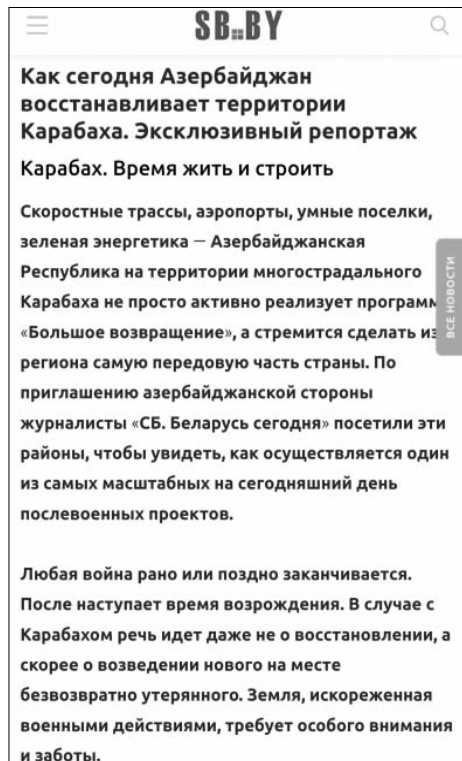 SB.BY
Как сегодня Азербайджан
восстанавливает территории
Карабаха. Эксклюзивный репортаж
Карабах. Время жить и строить
Скоростные трассы, аэропорты, умные поселки,
зеленая энергетика — Азербайджанская
Республика на территории многострадального
Карабаха не просто активно реализует програм
«Большое возвращение», а стремится сделать из
региона самую передовую часть страны. По
приглашению азербайджанской стороны
журналисты «СБ. Беларусь сегодня» посетили эти
районы, чтобы увидеть, как осуществляется один
из самых масштабных на сегодняшний день
послевоенных проектов.
Любая война рано или поздно заканчивается.
После наступает время возрождения. В случае с
Карабахом речь идет даже не о восстановлении, а
скорее о возведении нового на месте
безвозвратно утерянного. Земля, искореженная
военными действиями, требует особого внимания
и заботы.
ВСЕ НОВОСТИ